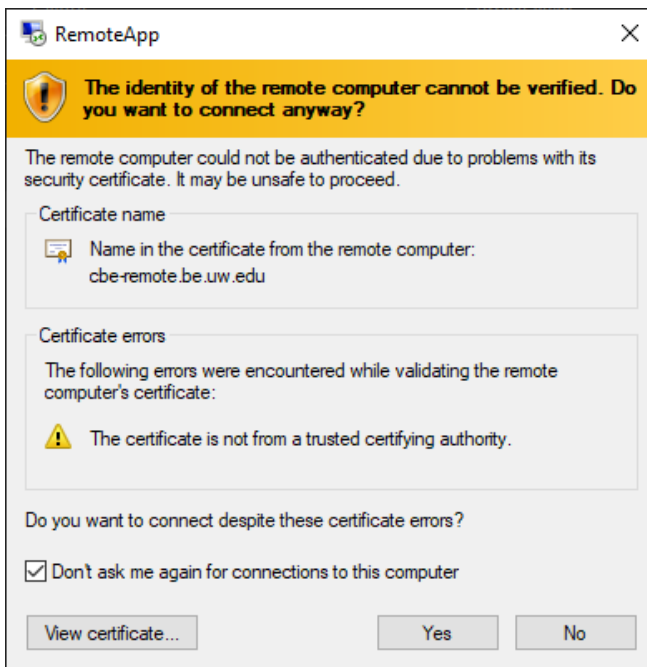 RemoteApp
The identity of the remote computer cannot be verified. Do
you want to connect anyway?
The remote computer could not be authenticated due to problems with its
security certificate. It may be unsafe to proceed.
Certificate name
Name in the certificate from the remote computer:
cbe-remote.be.uw.edu
Certificate errors
The following errors were encountered while validating the remote
computer's certificate:
The certificate is not from a trusted certifying authority.
Do you want to connect despite these certificate errors?
Don't ask me again for connections to this computer
View certificate...
Yes
No